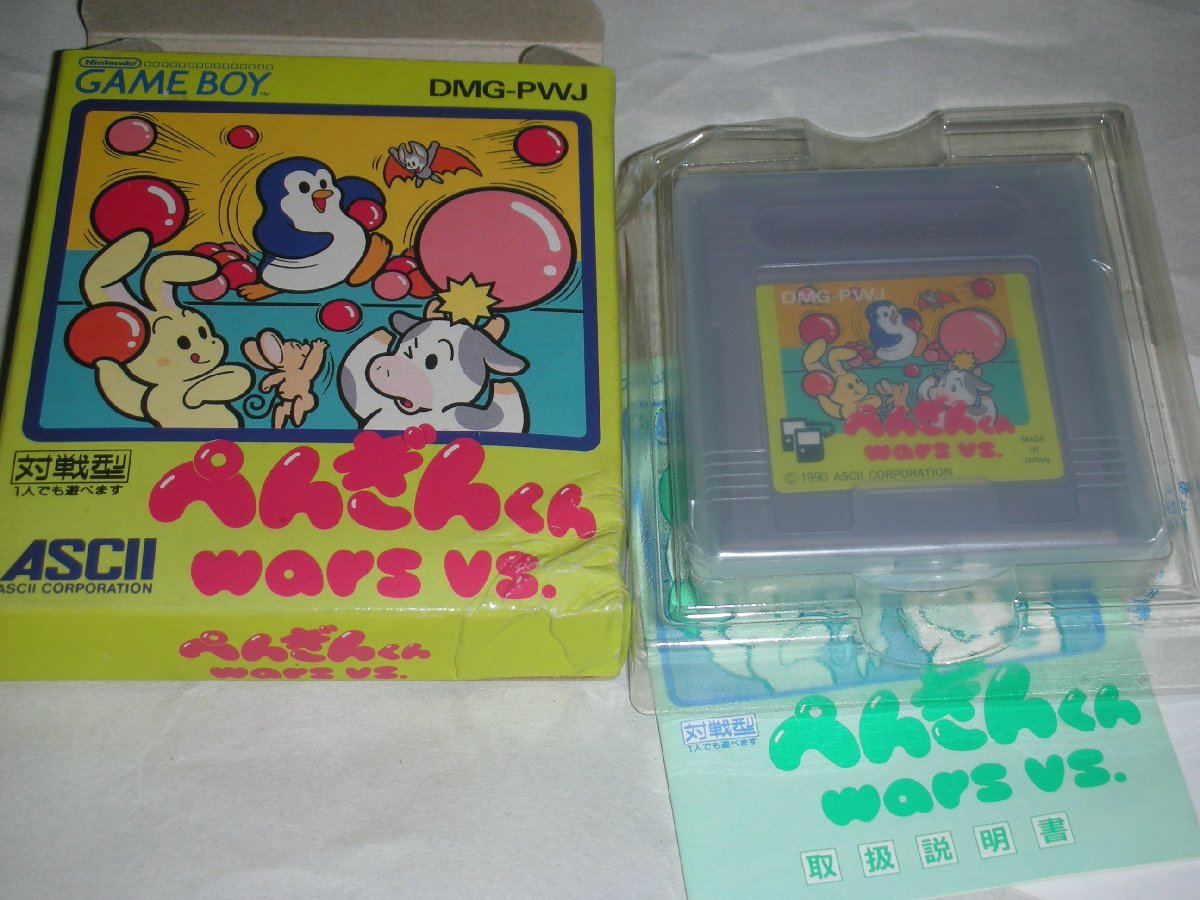 Nintendo
GAME BOY
TM
DMG-PWJ
対戦型
1人でも遊べます
ぺんぎんくん
wars vs.
ASCII
ASCII CORPORATION
ぺんぎんくん
wars vs.
DMG-PWJ
ぺんぎんくん
wars vs.
MADE
IN
JAPAN
© 1990 ASCII CORPORATION
対戦型
1人でも遊べます
ぺんぎんくん
wars vs.
取扱説明書